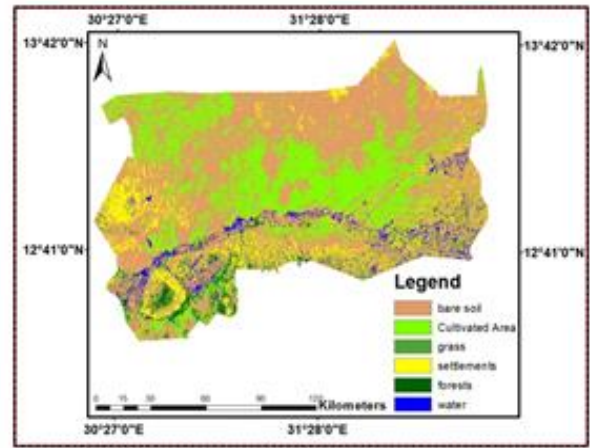 30°27'0"E 31°28'0"E
13°42'0"N 13°42'0"N
N
12°41'0"N 12°41'0"N
Legend
bare soil
Cultivated Area
grass
settlements
forests
water
0 15 30 60 90 120
Kilometers
30°27'0"E 31°28'0"E